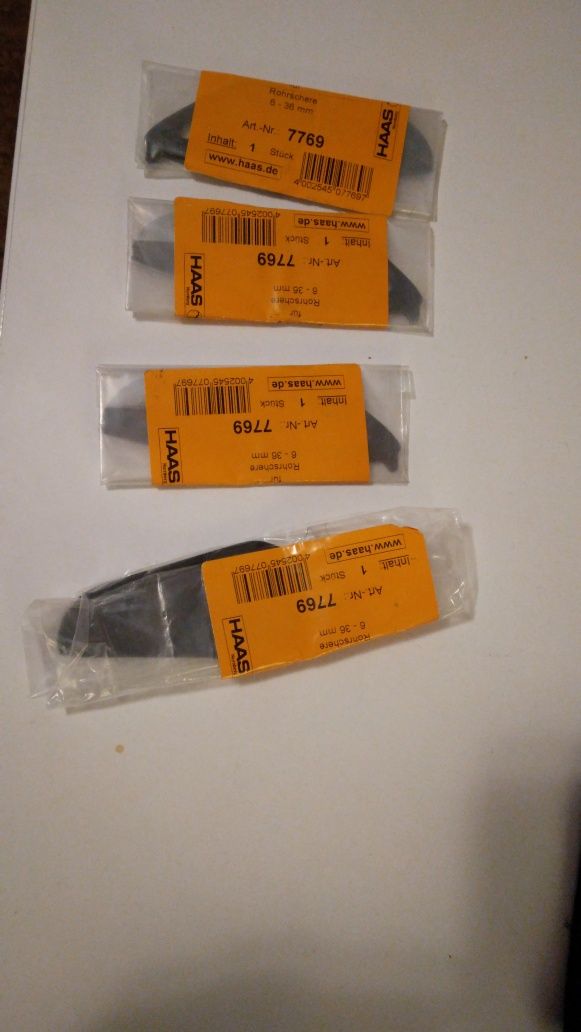 Rohrschere
6 - 36 mm
Art.-Nr. 7769
Inhalt: 1 Stück
www.haas.de
HAAS
4 002545 077697
für
Rohrschere
6 - 36 mm
Art.-Nr.: 7769
Inhalt: 1 Stück
www.haas.de
4 002545 077697
HAAS
für
Rohrschere
6 - 36 mm
Art.-Nr.: 7769
Inhalt: 1 Stück
www.haas.de
4 002545 077697
HAAS
Rohrschere
6 - 36 mm
Art.-Nr.: 7769
Inhalt: 1 Stück
www.haas.de
4 002545 077697
HAAS